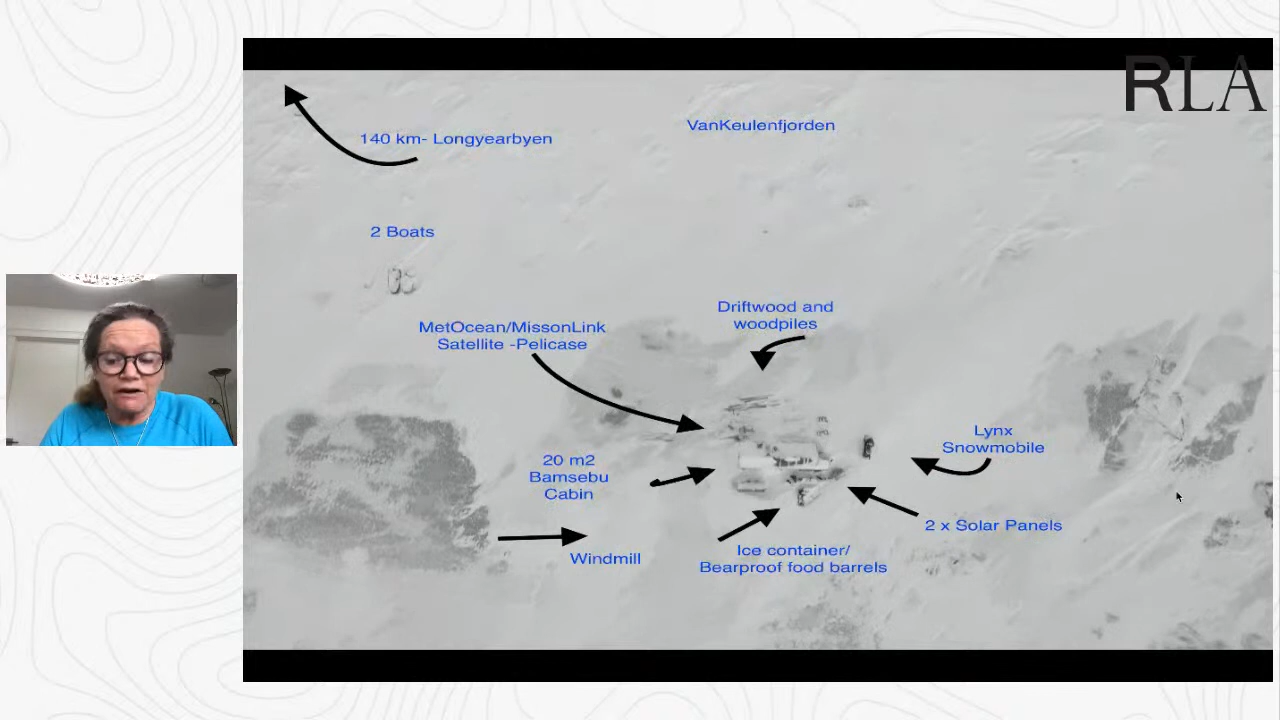 RLA
140 km- Longyearbyen
VanKeulenfjorden
2 Boats
Driftwood and
woodpiles
MetOcean/MissonLink
Satellite -Pelicase
Lynx
Snowmobile
20 m2
Bamsebu
Cabin
2 x Solar Panels
Windmill
Ice container/
Bearproof food barrels